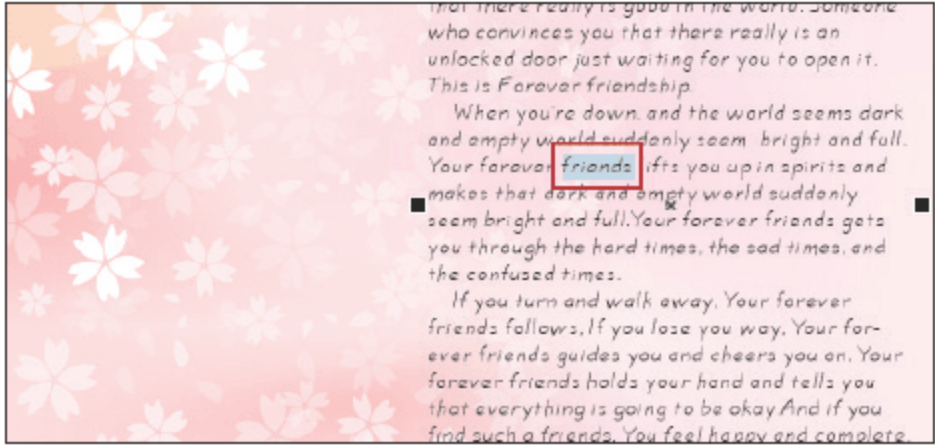 that there really is good in the world. Someone
who convinces you that there really is an
unlocked door just waiting for you to open it.
This is Forever friendship.
When you're down. and the world seems dark
and empty world suddenly seem bright and full.
Your forever friends ifts you up in spirits and
makes that dark and empty world suddenly
seem bright and full.Your forever friends gets
you through the hard times, the sad times, and
the confused times.
If you turn and walk away, Your forever
friends follows,If you lose you way, Your for-
ever friends guides you and cheers you on. Your
forever friends holds your hand and tells you
that everything is going to be okay And if you
find such a friends, You feel happy and complete,